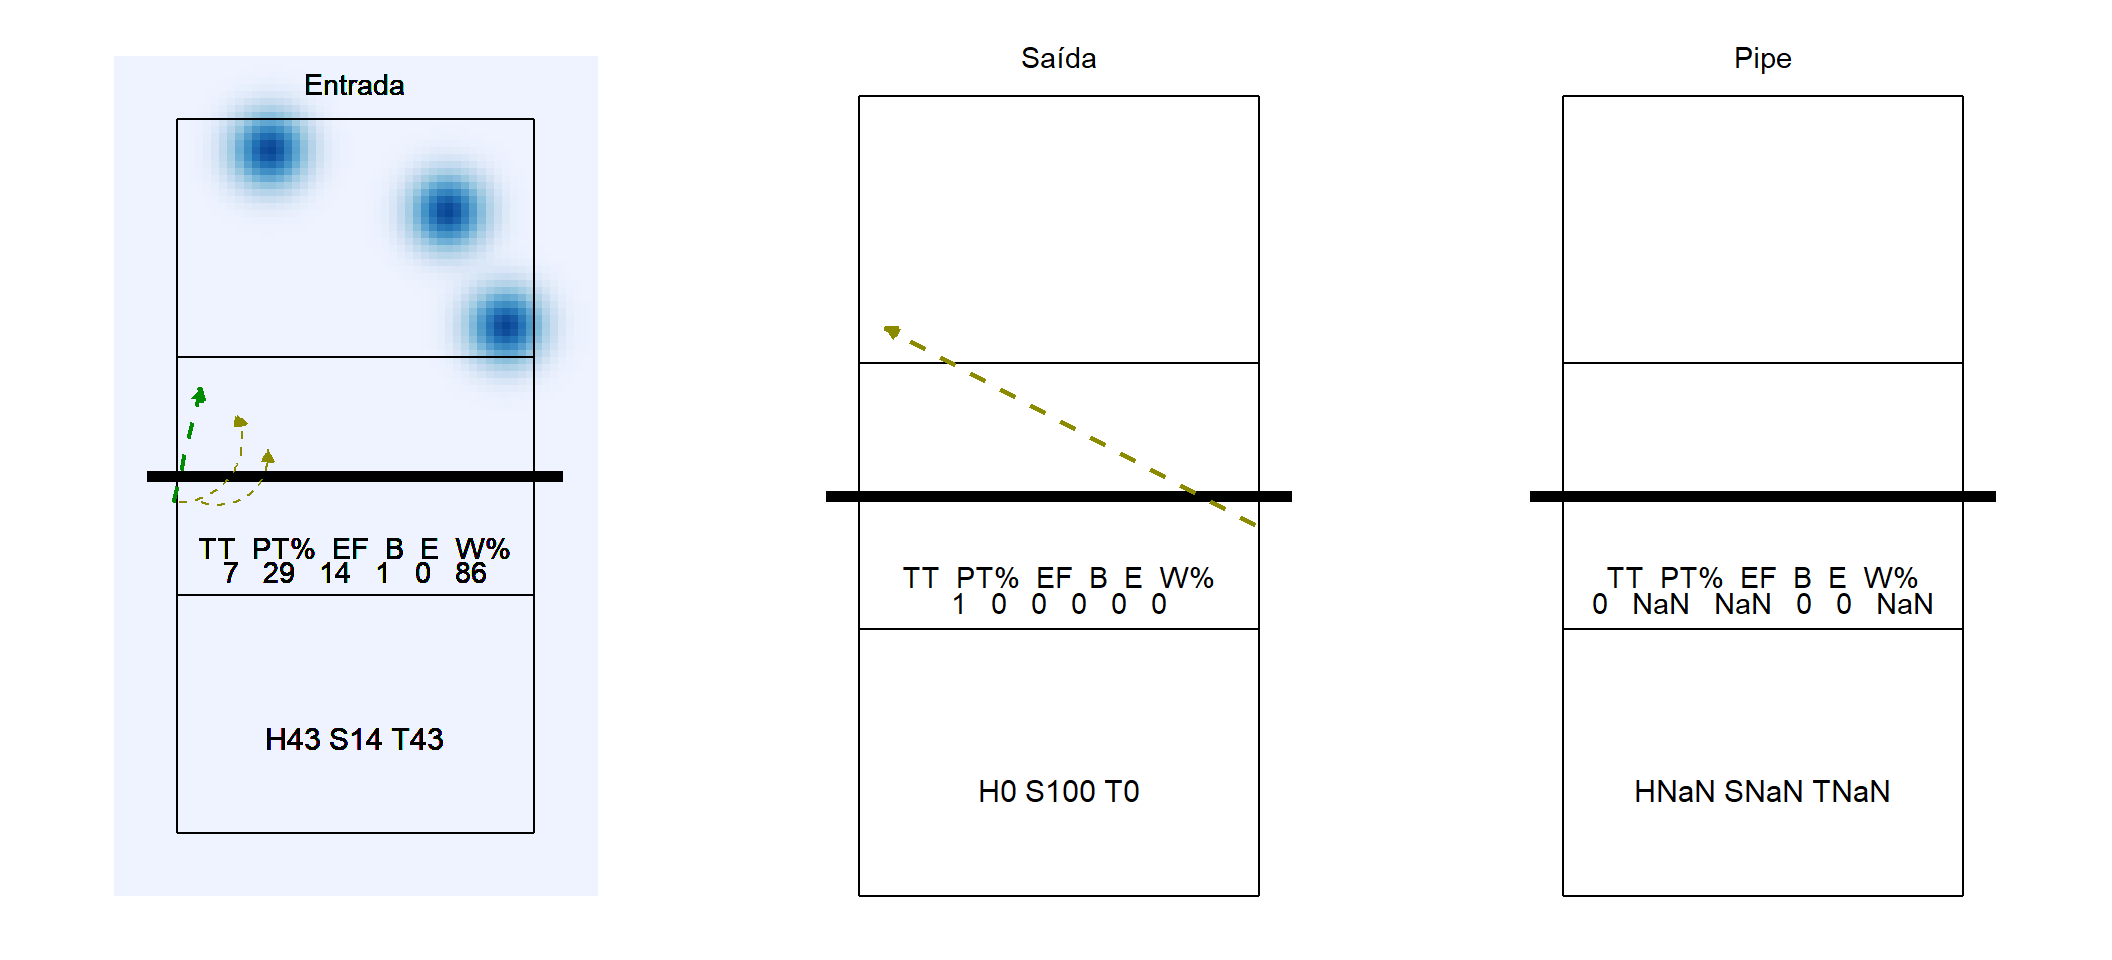 Entrada
TT PT% EF B E W%
7 29 14 1 0 86
H43 S14 T43
Saída
TT PT% EF B E W%
1 0 0 0 0 0
H0 S100 T0
Pipe
TT PT% EF B E W%
0 NaN NaN 0 0 NaN
HNaN SNaN TNaN